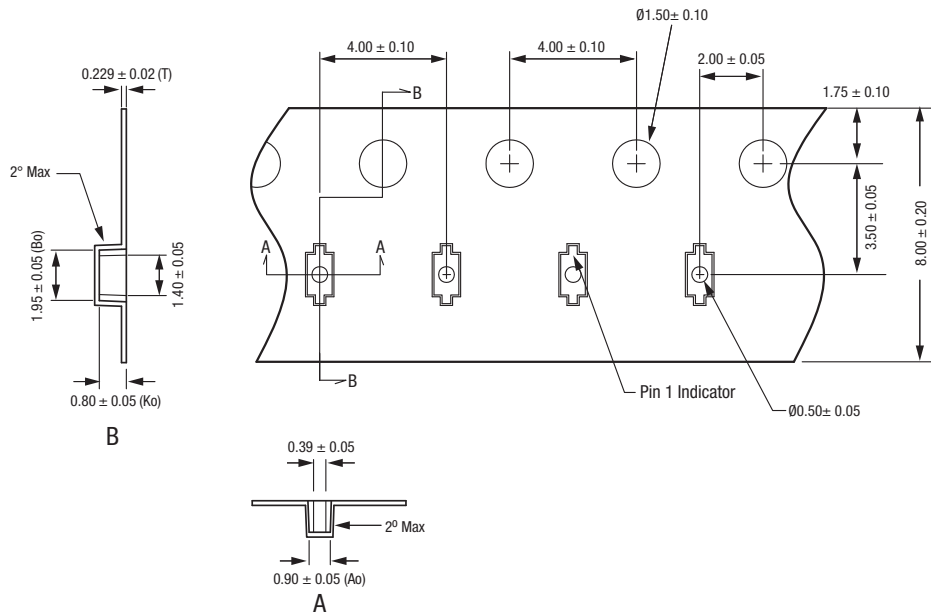 Ø1.50± 0.10
4.00 ± 0.10
4.00 ± 0.10
2.00 ± 0.05
0.229 ± 0.02 (T)
1.75 ± 0.10
B
2° Max
3.50 ± 0.05
8.00 ± 0.20
A
A
1.95 ± 0.05 (Bo)
1.40 ± 0.05
B
Pin 1 Indicator
0.80 ± 0.05 (Ko)
Ø0.50± 0.05
B
0.39 ± 0.05
2º Max
0.90 ± 0.05 (Ao)
A